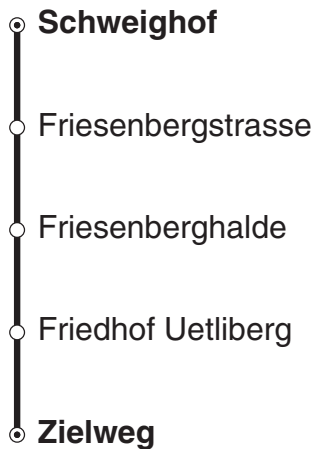 Schweighof
Friesenbergstrasse
Friesenberghalde
Friedhof Uetliberg
Zielweg